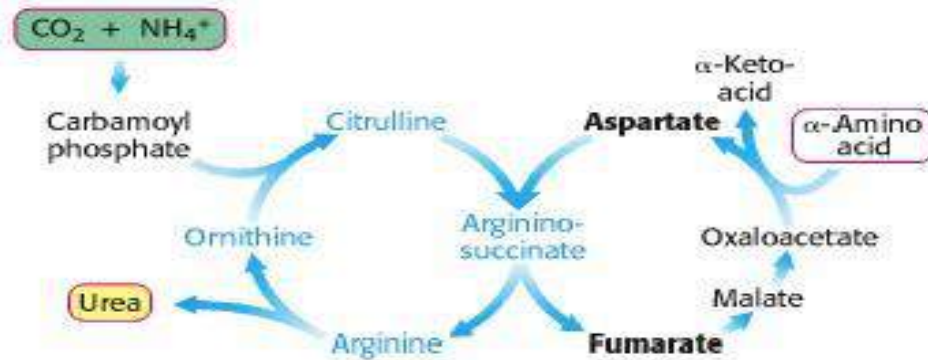 CO₂ + NH₄⁺
Carbamoyl
phosphate
Citrulline
Aspartate
α-Keto-
acid
α-Amino
acid
Ornithine
Arginino-
succinate
Oxaloacetate
Urea
Malate
Arginine
Fumarate